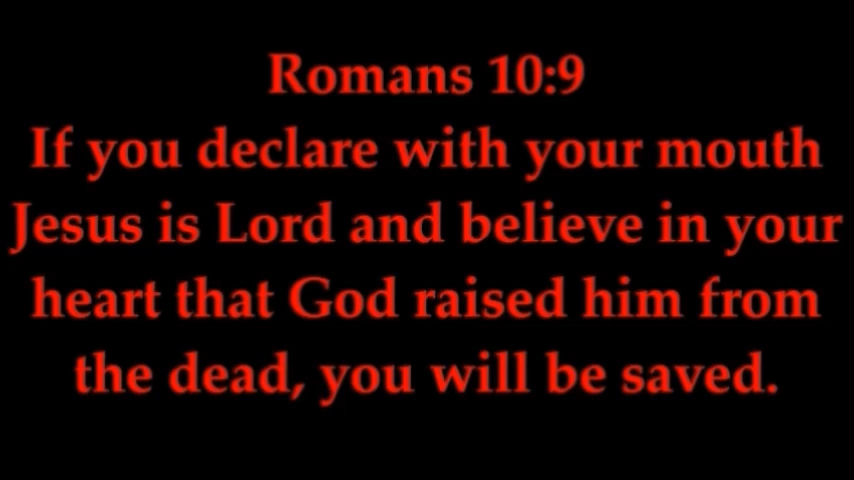 Romans 10:9
If you declare with your mouth
Jesus is Lord and believe in your
heart that God raised him from
the dead, you will be saved.